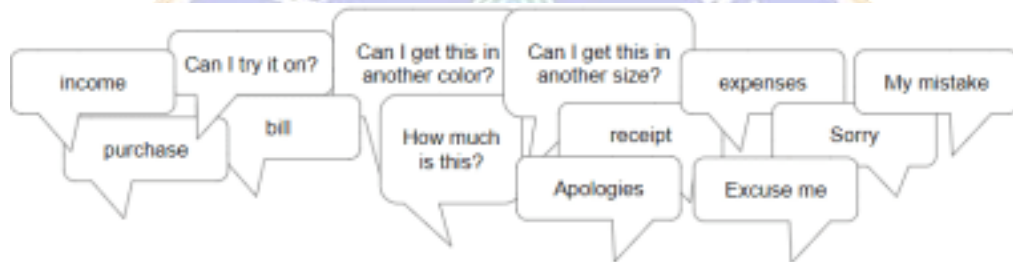 income
Can I try it on?
Can I get this in
another color?
Can I get this in
another size?
expenses
My mistake
purchase
bill
How much
is this?
receipt
Sorry
Apologies
Excuse me